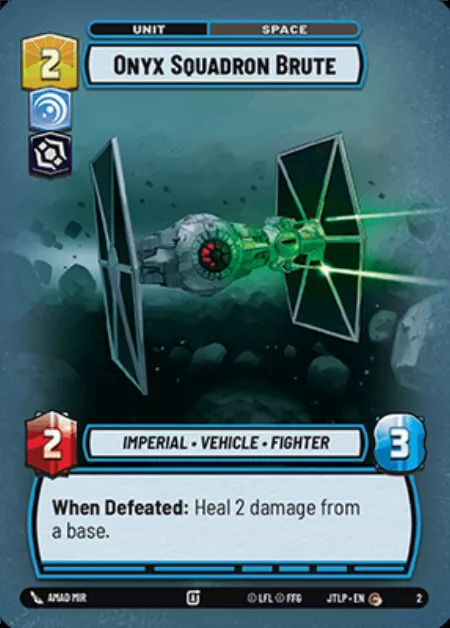 UNIT SPACE
2 ONYX SQUADRON BRUTE
2 IMPERIAL • VEHICLE • FIGHTER 3
When Defeated: Heal 2 damage from
a base.
AMAD MIR © LFL © FFG JTLP • EN C 2